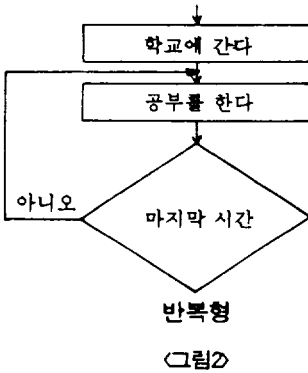 학교에 간다
공부를 한다
아니오
마지막 시간
반복형
<그림2>